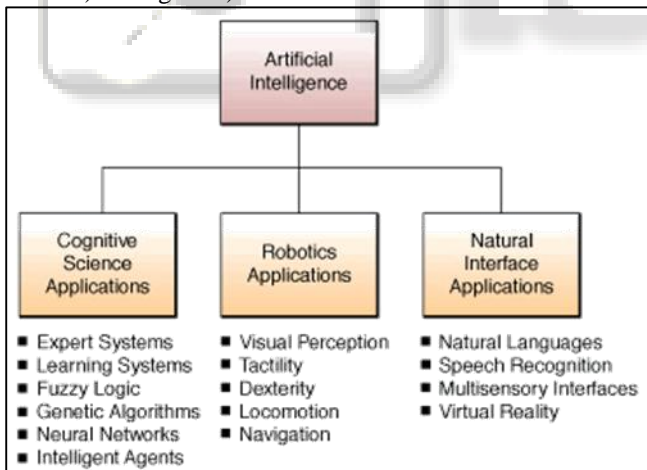 Artificial
Intelligence
Cognitive
Science
Applications
Robotics
Applications
Natural
Interface
Applications
■ Expert Systems
■ Learning Systems
■ Fuzzy Logic
■ Genetic Algorithms
■ Neural Networks
■ Intelligent Agents
■ Visual Perception
■ Tactility
■ Dexterity
■ Locomotion
■ Navigation
■ Natural Languages
■ Speech Recognition
■ Multisensory Interfaces
■ Virtual Reality